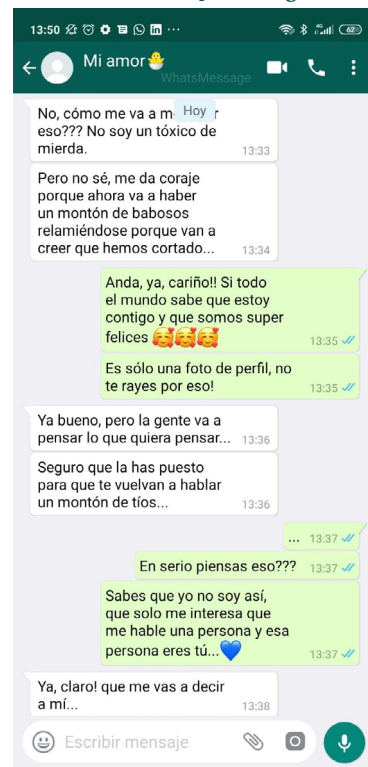 13:50
4G
62
Mi amor🐥
WhatsMessage
Hoy
No, cómo me va a m r
eso??? No soy un tóxico de
mierda.
13:33
Pero no sé, me da coraje
porque ahora va a haber
un montón de babosos
relamiéndose porque van a
creer que hemos cortado...
13:34
Anda, ya, cariño!! Si todo
el mundo sabe que estoy
contigo y que somos super
felices 🥰🥰🥰
13:35
Es sólo una foto de perfil, no
te rayes por eso!
13:35
Ya bueno, pero la gente va a
pensar lo que quiera pensar...
13:36
Seguro que la has puesto
para que te vuelvan a hablar
un montón de tíos...
13:36
... 13:37
En serio piensas eso??? 13:37
Sabes que yo no soy así,
que solo me interesa que
me hable una persona y esa
persona eres tú...💙
13:37
Ya, claro! que me vas a decir
a mí...
13:38
Escribir mensaje